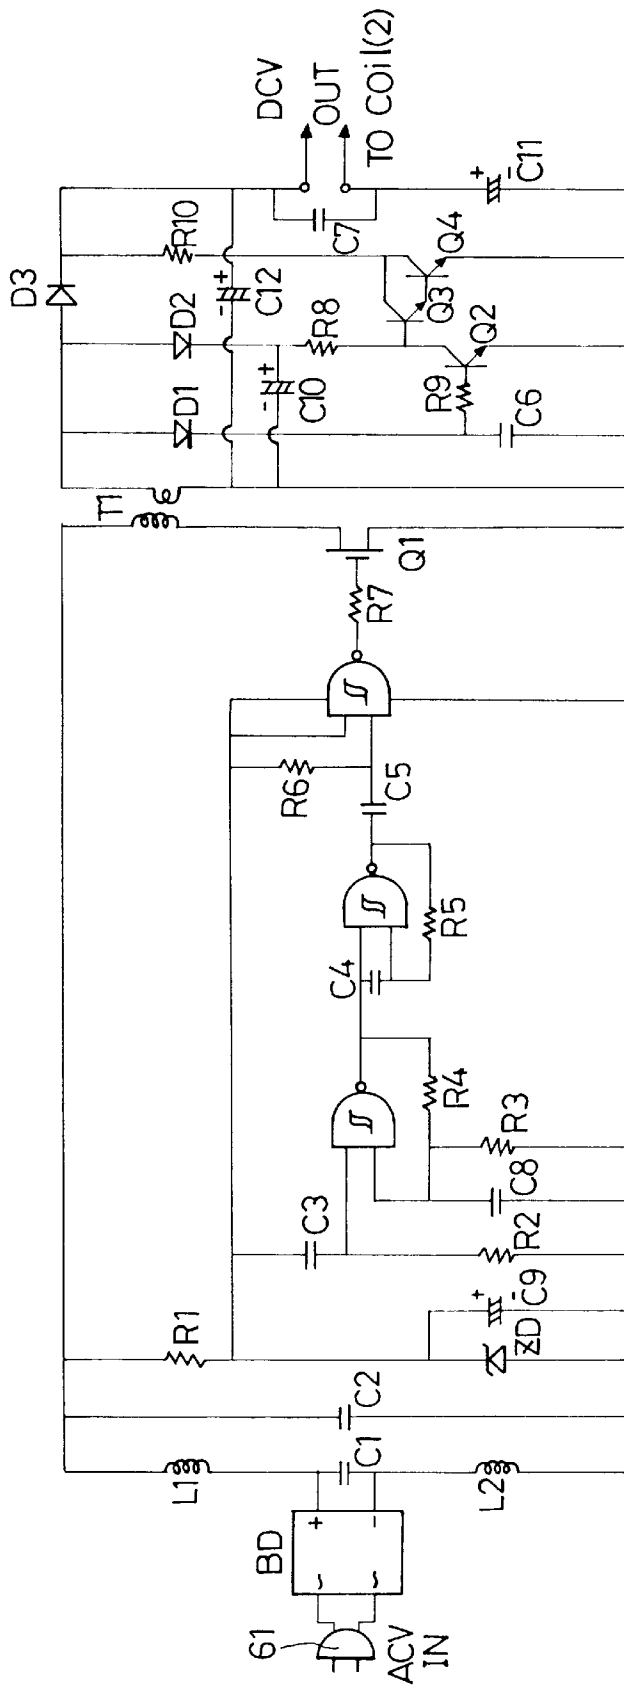 61
ACV
IN
BD
~
~
+
-
L1
C1
L2
C2
R1
ZD
+
-
C9
C3
R2
C8
R3
R4
C4
R5
R6
C5
R7
Q1
T1
D1
D2
D3
- +
C10
- +
C12
R10
R8
R9
C6
Q2
Q3
Q4
C7
+
-
C11
DCV
OUT
TO COil(2)